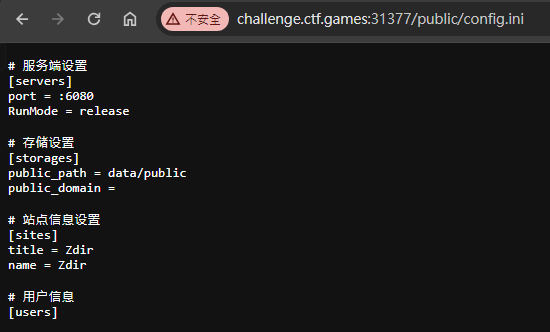 不安全
challenge.ctf.games:31377/public/config.ini
# 服务端设置
[servers]
port = :6080
RunMode = release
# 存储设置
[storages]
public_path = data/public
public_domain =
# 站点信息设置
[sites]
title = Zdir
name = Zdir
# 用户信息
[users]